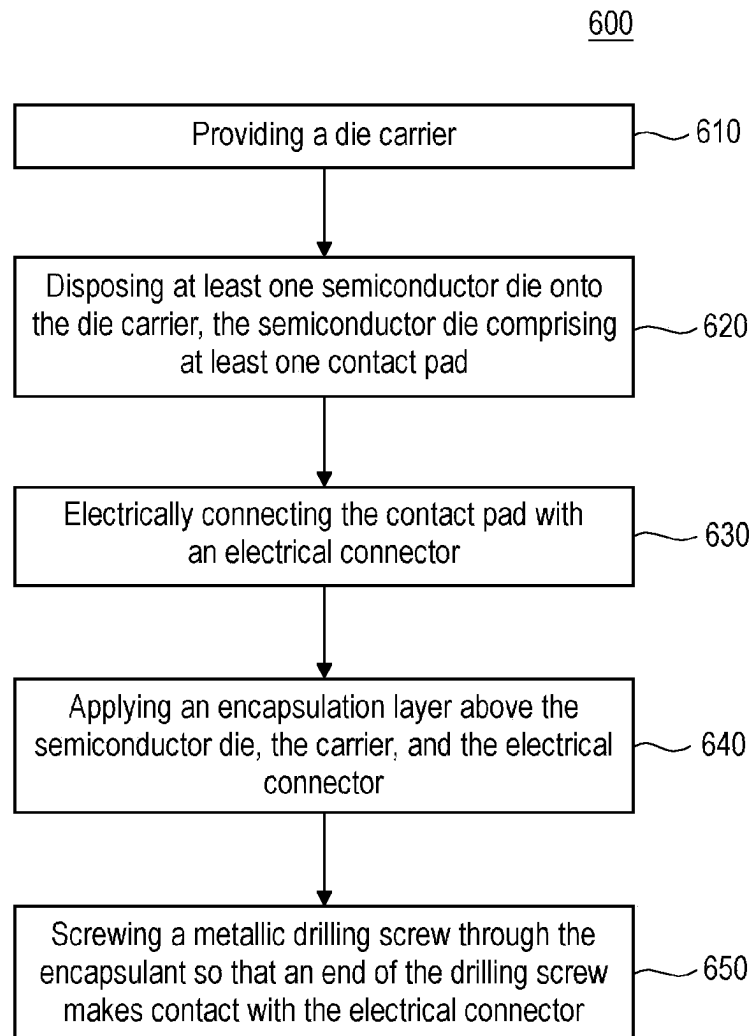 600
Providing a die carrier
610
Disposing at least one semiconductor die onto
the die carrier, the semiconductor die comprising
at least one contact pad
620
Electrically connecting the contact pad with
an electrical connector
630
Applying an encapsulation layer above the
semiconductor die, the carrier, and the electrical
connector
640
Screwing a metallic drilling screw through the
encapsulant so that an end of the drilling screw
makes contact with the electrical connector
650